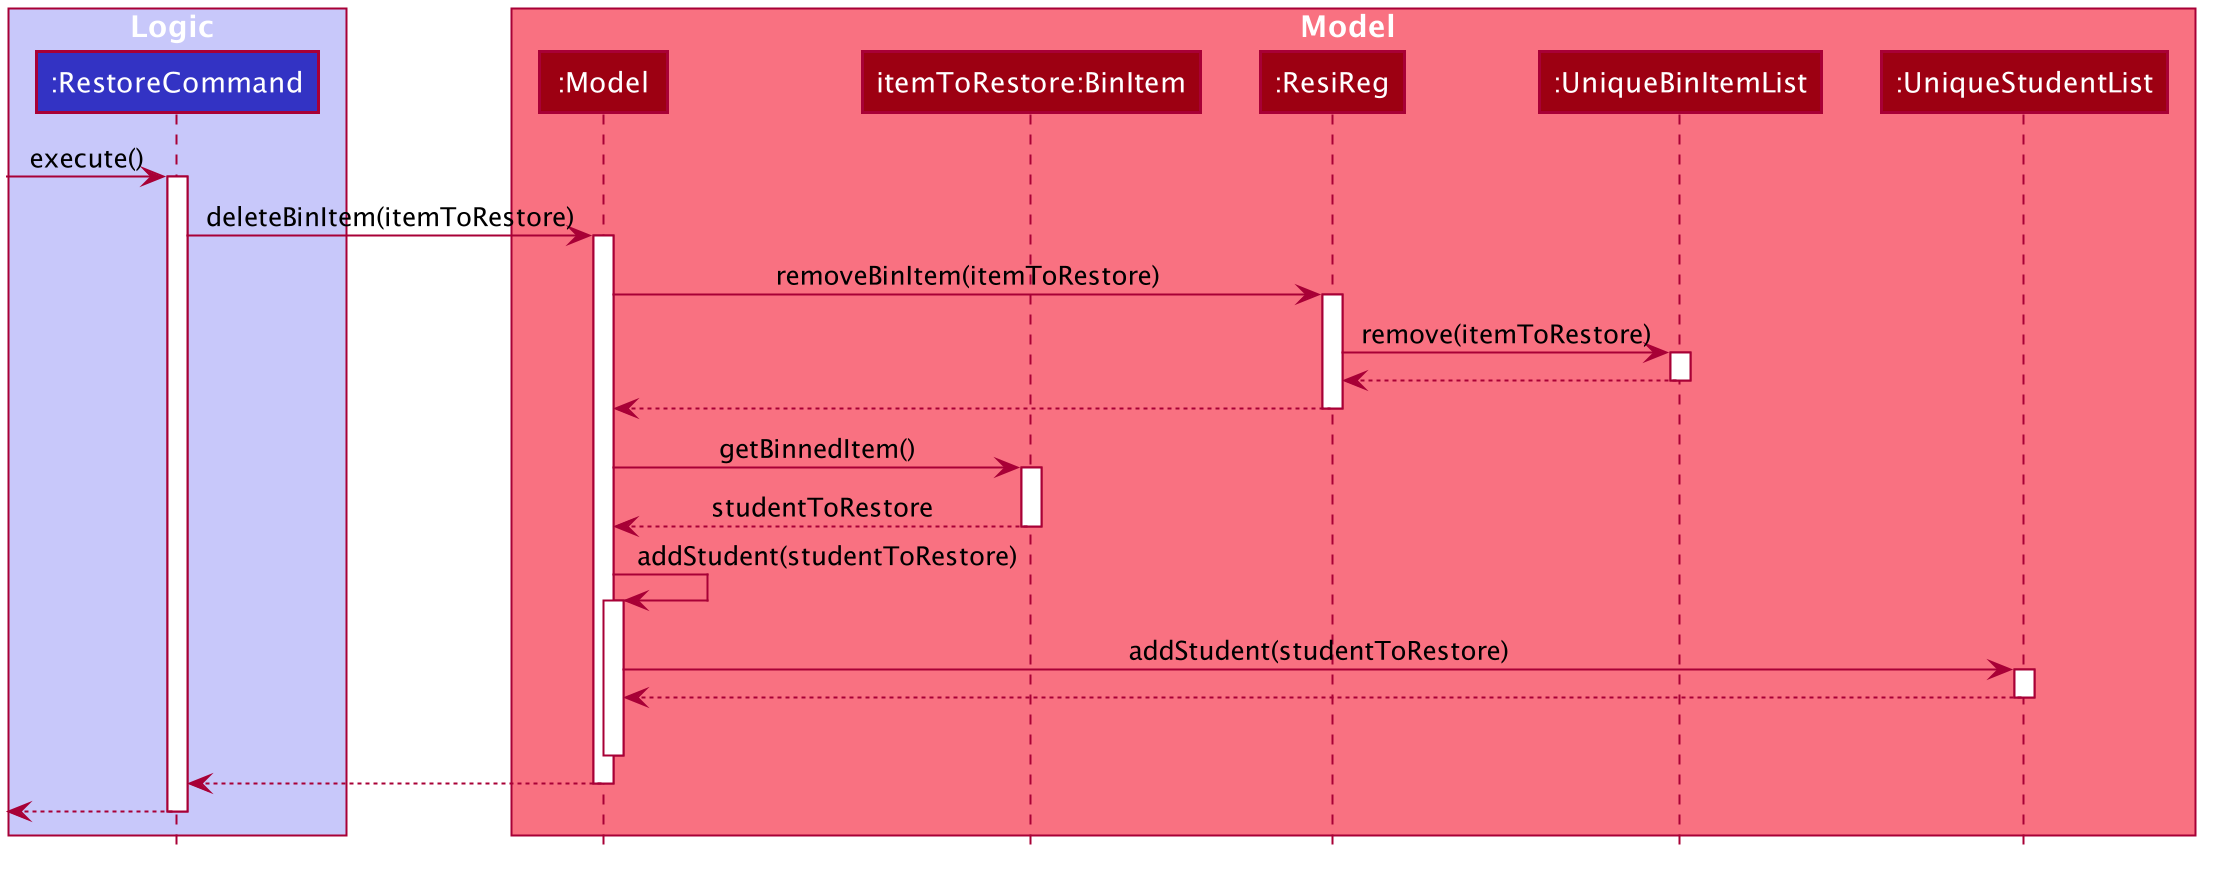 Logic
Model
:RestoreCommand
:Model
itemToRestore:BinItem
:ResiReg
:UniqueBinItemList
:UniqueStudentList
execute()
deleteBinItem(itemToRestore)
removeBinItem(itemToRestore)
remove(itemToRestore)
getBinnedItem()
studentToRestore
addStudent(studentToRestore)
addStudent(studentToRestore)